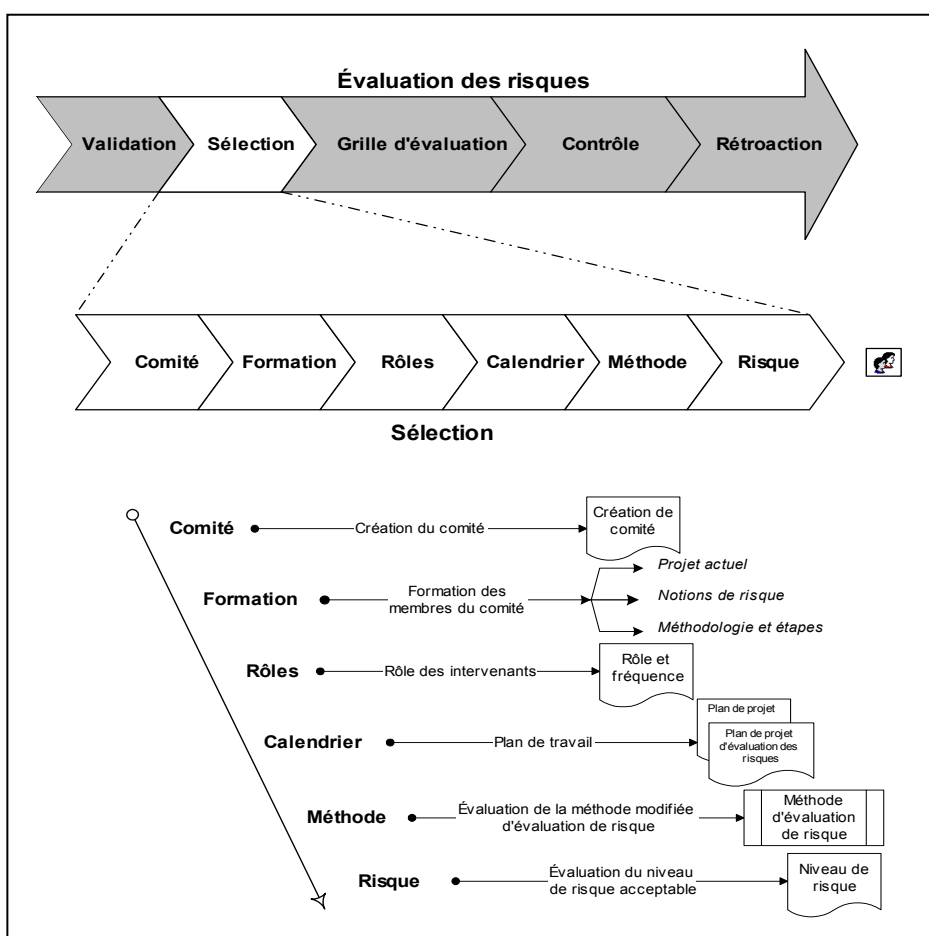 Évaluation des risques
Validation
Sélection
Grille d'évaluation
Contrôle
Rétroaction
Comité
Formation
Rôles
Calendrier
Méthode
Risque
Sélection
Comité
Création du comité
Création de
comité
Formation
Formation des
membres du comité
Projet actuel
Notions de risque
Méthodologie et étapes
Rôles
Rôle des intervenants
Rôle et
fréquence
Calendrier
Plan de travail
Plan de projet
Plan de projet
d'évaluation des
risques
Méthode
Évaluation de la méthode modifiée
d'évaluation de risque
Méthode
d'évaluation
de risque
Risque
Évaluation du niveau
de risque acceptable
Niveau de
risque